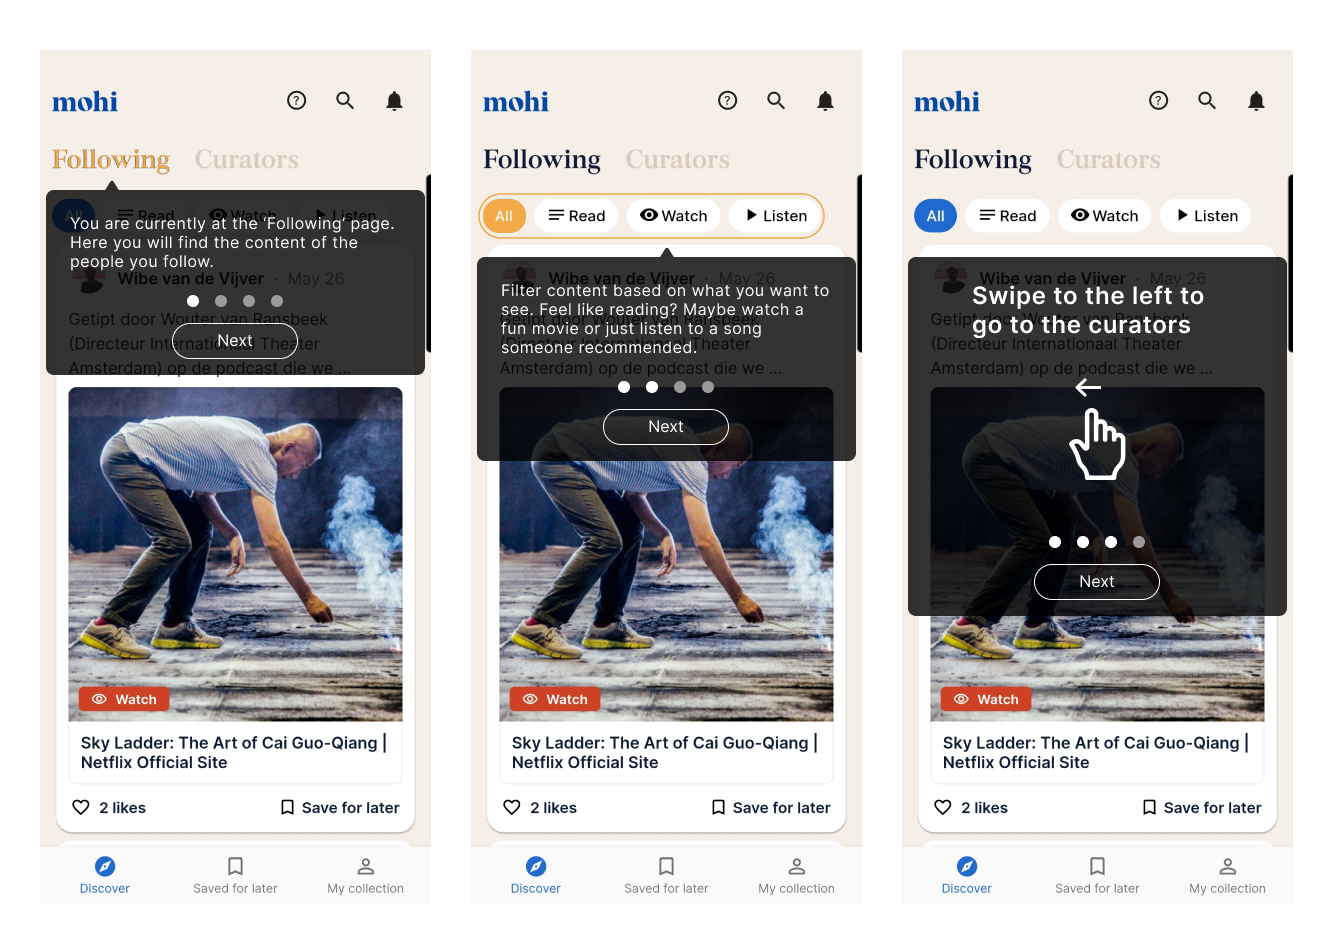 mohi
Following Curators
All Read Watch Listen
You are currently at the ‘Following’ page.
Here you will find the content of the
people you follow.
Wibe van de Vijver · May 26
Getipt door Wouter van Ransbeek
(Directeur Internationaal Theater
Amsterdam) op de podcast die we ...
Next
Watch
Sky Ladder: The Art of Cai Guo-Qiang |
Netflix Official Site
2 likes Save for later
Discover Saved for later My collection
mohi
Following Curators
All Read Watch Listen
Wibe van de Vijver · May 26
Filter content based on what you want to
see. Feel like reading? Maybe watch a
fun movie or just listen to a song
someone recommended.
Getipt door Wouter van Ransbeek
(Directeur Internationaal Theater
Amsterdam) op de podcast die we ...
Next
Watch
Sky Ladder: The Art of Cai Guo-Qiang |
Netflix Official Site
2 likes Save for later
Discover Saved for later My collection
mohi
Following Curators
All Read Watch Listen
Wibe van de Vijver · May 26
Swipe to the left to
go to the curators
Getipt door Wouter van Ransbeek
(Directeur Internationaal Theater
Amsterdam) op de podcast die we ...
Next
Watch
Sky Ladder: The Art of Cai Guo-Qiang |
Netflix Official Site
2 likes Save for later
Discover Saved for later My collection